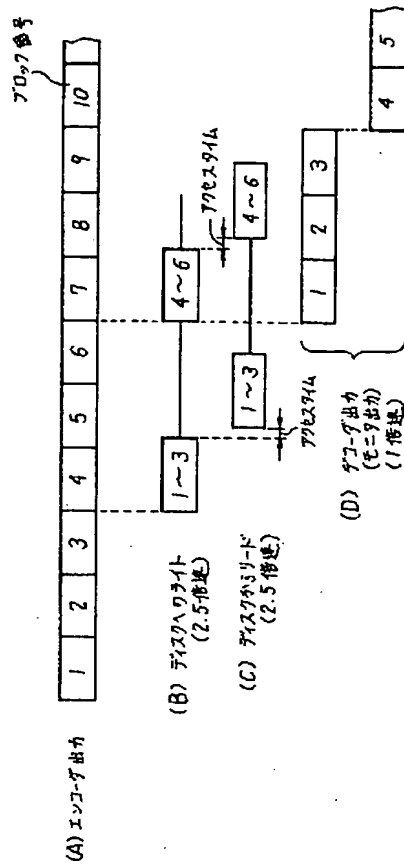 ブロック番号
(A)エンコーダ出力
1 2 3 4 5 6 7 8 9 10
(B) ディスクへライト
(2.5倍速)
1~3 4~6
アクセスタイム
(C) ディスクからリード
(2.5倍速)
1~3 4~6
アクセスタイム
(D) デコーダ出力
(モニタ出力)
(1倍速)
1 2 3
4 5